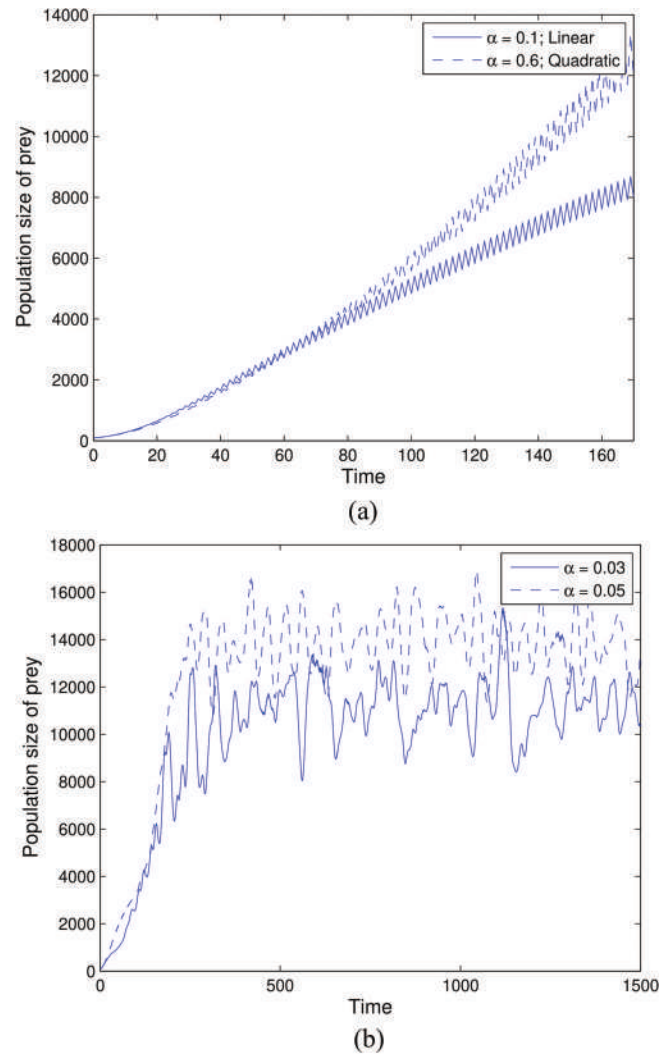 14000
12000
10000
8000
6000
4000
2000
0
Population size of prey
α = 0.1; Linear
α = 0.6; Quadratic
0 20 40 60 80 100 120 140 160
Time
(a)
18000
16000
14000
12000
10000
8000
6000
4000
2000
0
Population size of prey
α = 0.03
α = 0.05
0 500 1000 1500
Time
(b)